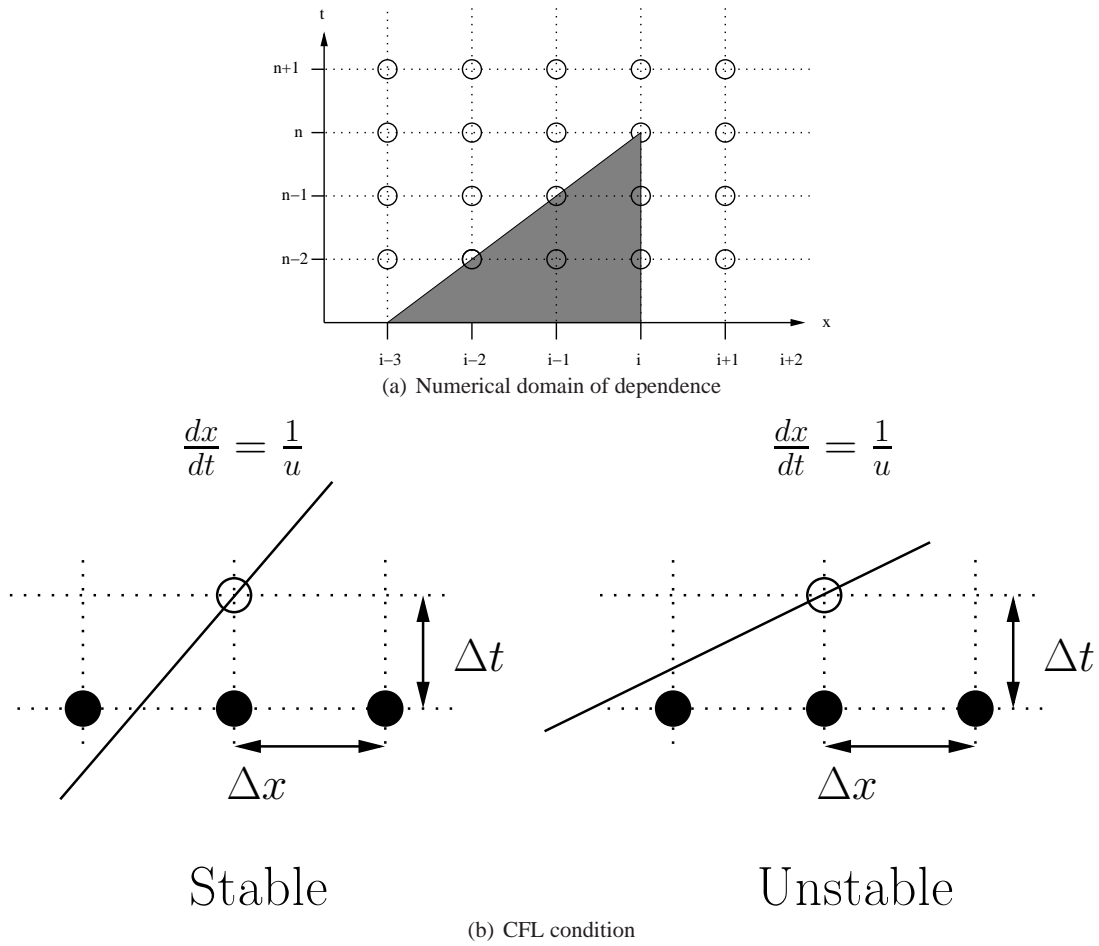 t
n+1
n
n−1
n−2
x
i−3 i−2 i−1 i i+1 i+2
(a) Numerical domain of dependence
dx/dt = 1/u
dx/dt = 1/u
Δt
Δt
Δx
Δx
Stable
Unstable
(b) CFL condition